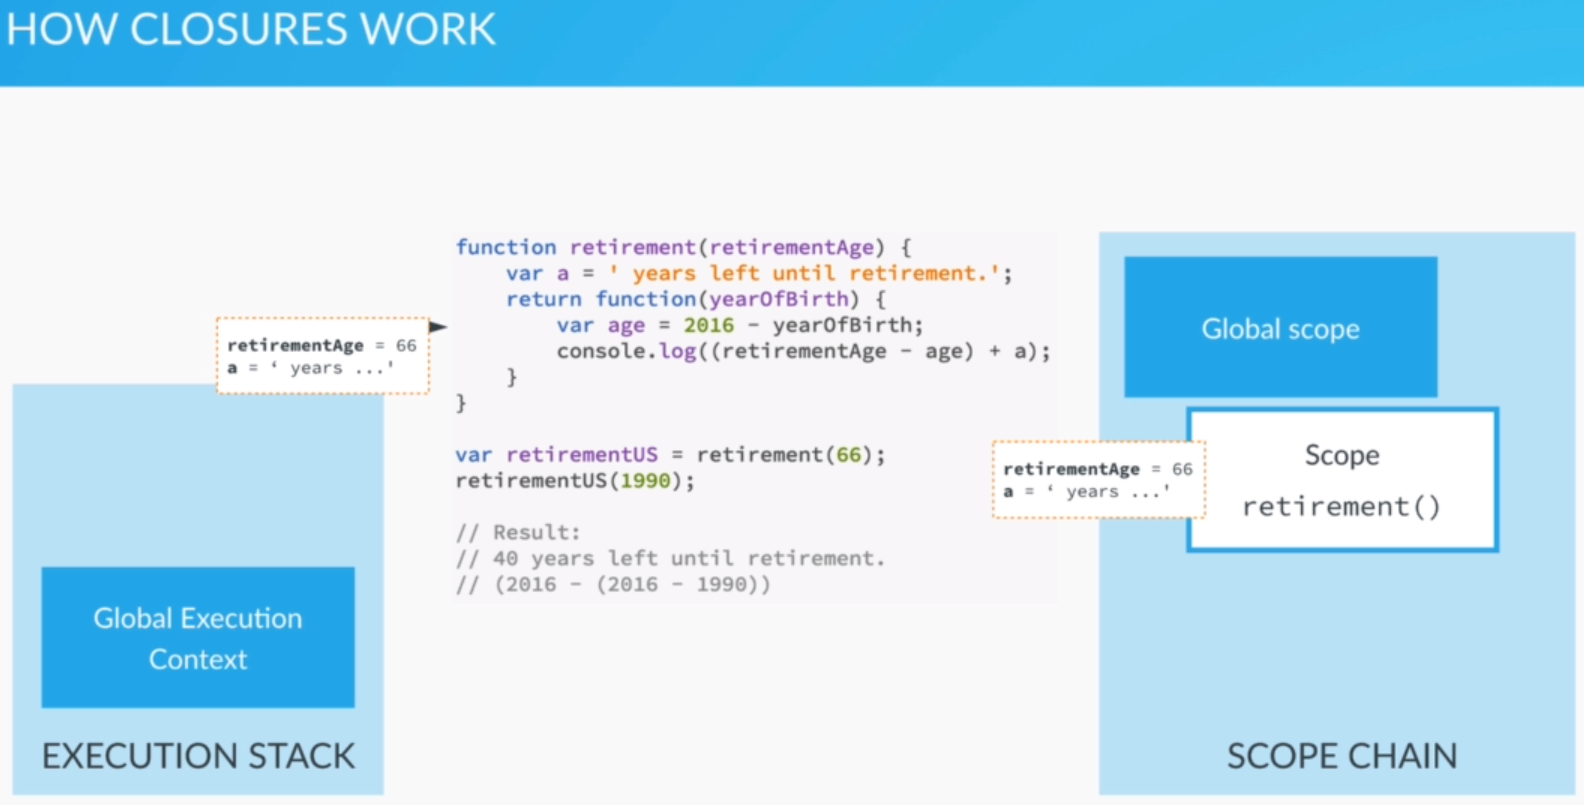 HOW CLOSURES WORK
function retirement(retirementAge) {
    var a = ' years left until retirement.';
    return function(yearOfBirth) {
        var age = 2016 - yearOfBirth;
        console.log((retirementAge - age) + a);
    }
}
var retirementUS = retirement(66);
retirementUS(1990);
// Result:
// 40 years left until retirement.
// (2016 - (2016 - 1990))
retirementAge = 66
a = ‘ years ...'
Global Execution
Context
EXECUTION STACK
Global scope
retirementAge = 66
a = ‘ years ...'
Scope
retirement()
SCOPE CHAIN